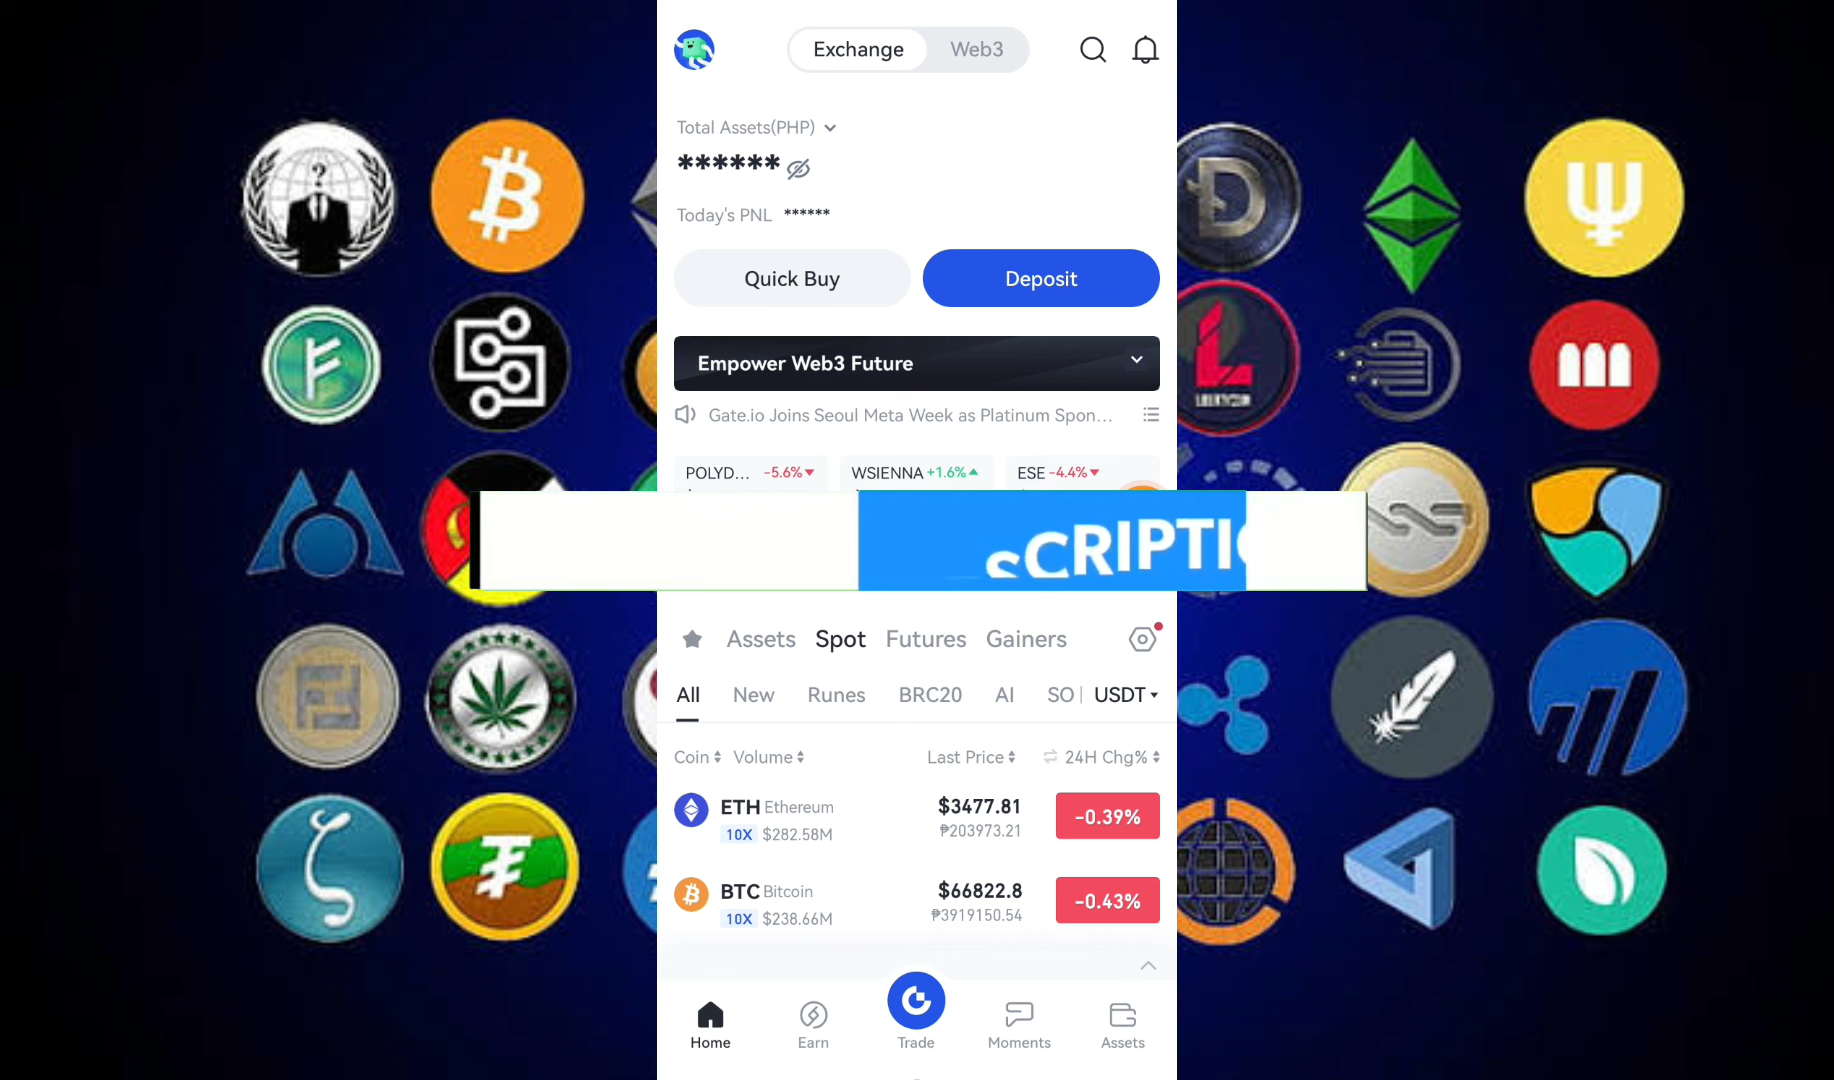 Exchange Web3
Total Assets(PHP)
******
Today's PNL ******
Quick Buy Deposit
Empower Web3 Future
Gate.io Joins Seoul Meta Week as Platinum Spon...
POLYD... -5.6% WSIENNA +1.6% ESE -4.4%
SCRIPTI
Assets Spot Futures Gainers
All New Runes BRC20 AI SO USDT
Coin Volume Last Price 24H Chg%
ETH Ethereum $3477.81 -0.39%
10X $282.58M ₱203973.21
BTC Bitcoin $66822.8 -0.43%
10X $238.66M ₱3919150.54
Home Earn Trade Moments Assets